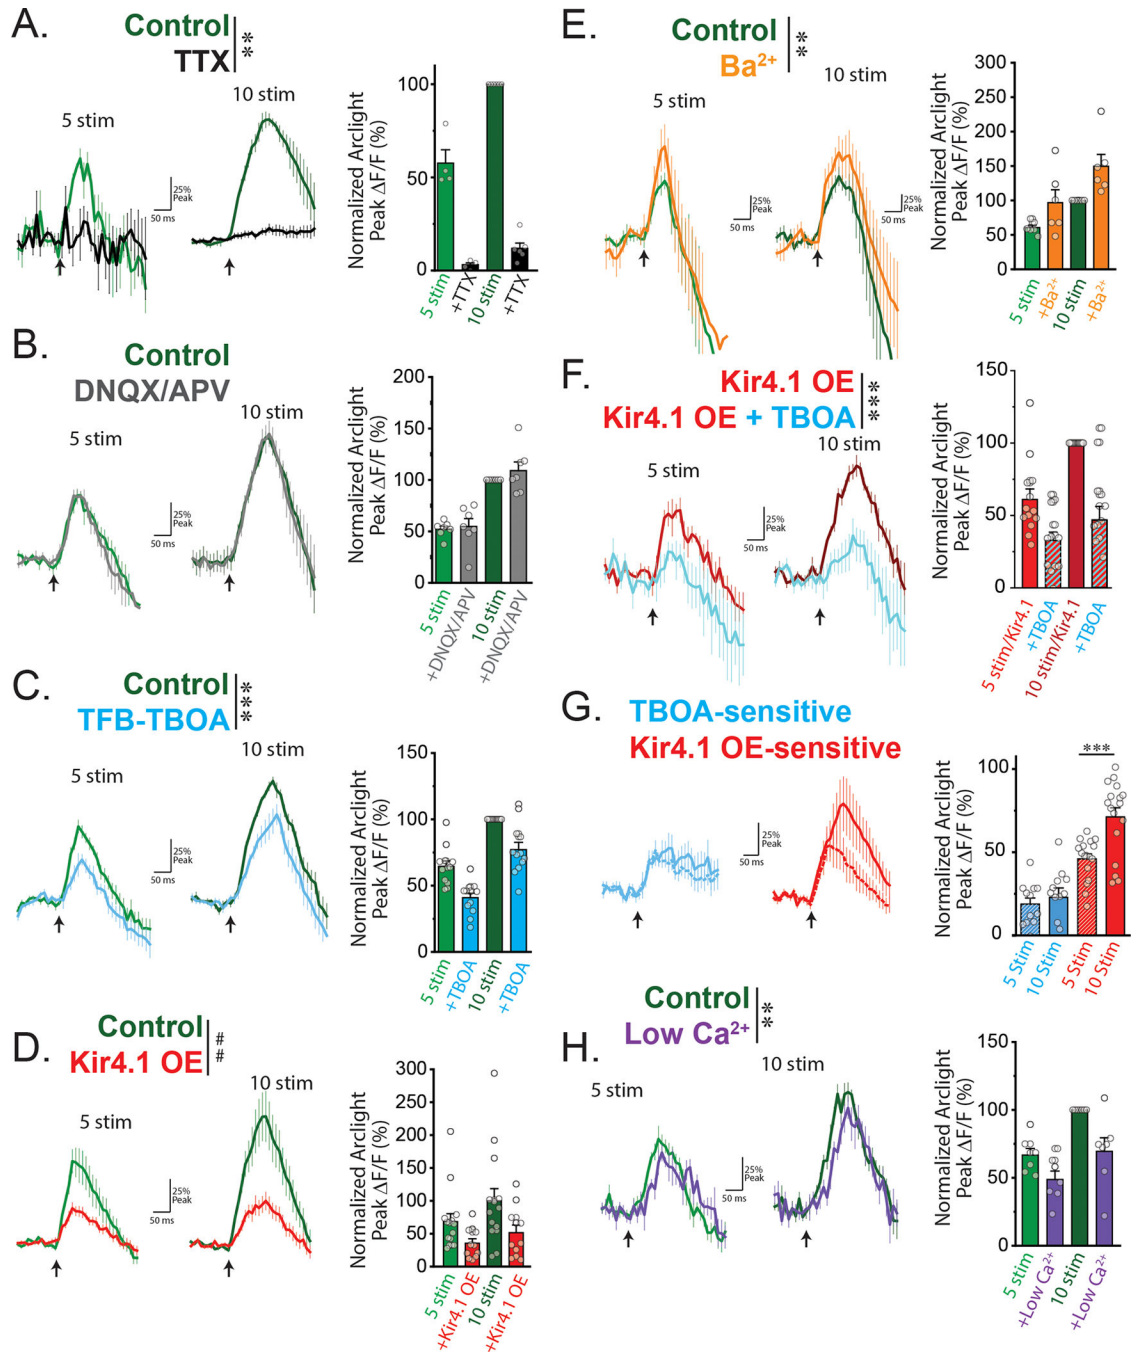 A.
Control
TTX
**
5 stim
10 stim
25%
Peak
50 ms
Normalized Arclight
Peak ΔF/F (%)
100
50
0
5 stim
+TTX
10 stim
+TTX
B.
Control
DNQX/APV
5 stim
10 stim
25%
Peak
50 ms
Normalized Arclight
Peak ΔF/F (%)
200
150
100
50
0
5 stim
+DNQX/APV
10 stim
+DNQX/APV
C.
Control
TFB-TBOA
***
5 stim
10 stim
25%
Peak
50 ms
Normalized Arclight
Peak ΔF/F (%)
150
100
50
0
5 stim
+TBOA
10 stim
+TBOA
D.
Control
Kir4.1 OE
##
5 stim
10 stim
25%
Peak
50 ms
Normalized Arclight
Peak ΔF/F (%)
300
250
200
150
100
50
0
5 stim
+Kir4.1 OE
10 stim
+Kir4.1 OE
E.
Control
Ba²⁺
**
5 stim
10 stim
25%
Peak
50 ms
25%
Peak
50 ms
Normalized Arclight
Peak ΔF/F (%)
300
250
200
150
100
50
0
5 stim
+Ba²⁺
10 stim
+Ba²⁺
F.
Kir4.1 OE
Kir4.1 OE + TBOA
***
5 stim
10 stim
25%
Peak
50 ms
Normalized Arclight
Peak ΔF/F (%)
150
100
50
0
5 stim/Kir4.1
+TBOA
10 stim/Kir4.1
+TBOA
G.
TBOA-sensitive
Kir4.1 OE-sensitive
25%
Peak
50 ms
Normalized Arclight
Peak ΔF/F (%)
100
50
0
***
5 Stim
10 Stim
5 Stim
10 Stim
H.
Control
Low Ca²⁺
**
5 stim
10 stim
25%
Peak
50 ms
Normalized Arclight
Peak ΔF/F (%)
150
100
50
0
5 stim
+Low Ca²⁺
10 stim
+Low Ca²⁺